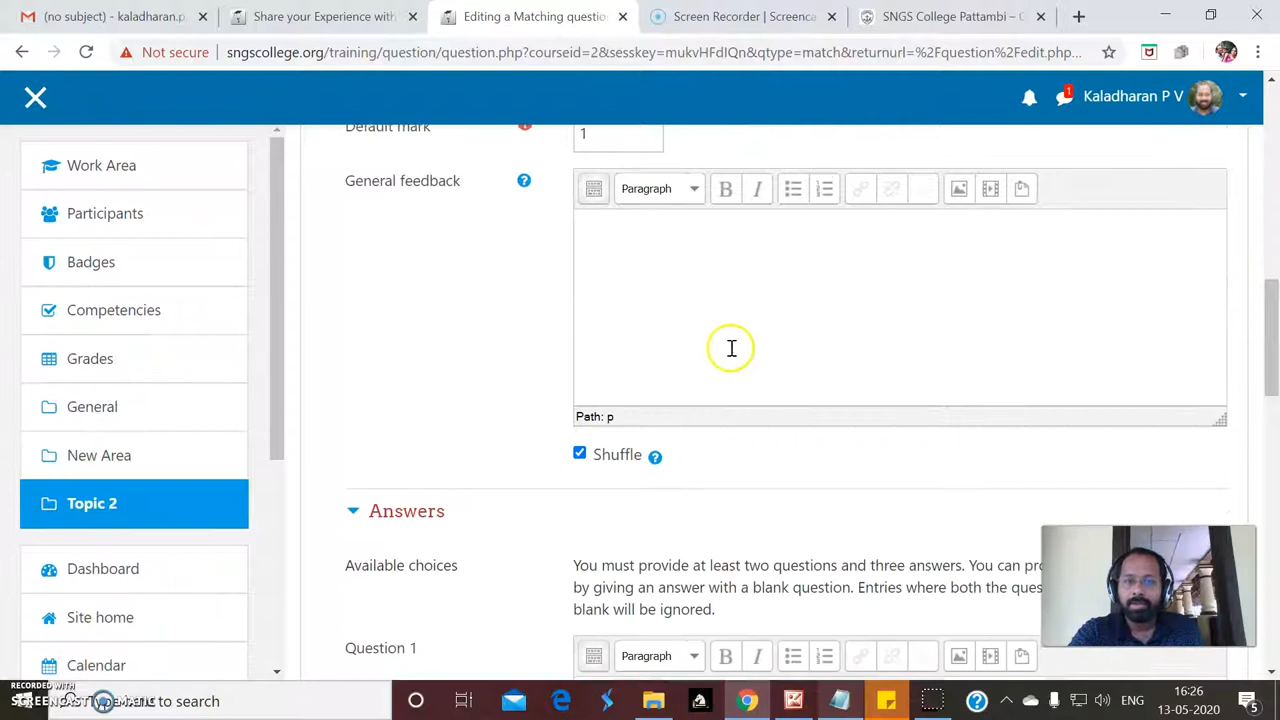 (no subject) - kaladharan.p
Share your Experience with
Editing a Matching questio
Screen Recorder | Screenca
SNGS College Pattambi – G
Not secure
sngscollege.org/training/question/question.php?courseid=2&sesskey=mukvHFdIQn&qtype=match&returnurl=%2Fquestion%2Fedit.php...
1
Kaladharan P V
Work Area
Participants
Badges
Competencies
Grades
General
New Area
Topic 2
Dashboard
Site home
Calendar
Default mark
1
General feedback
Paragraph
B I
Path: p
Shuffle
Answers
Available choices
You must provide at least two questions and three answers. You can pro
by giving an answer with a blank question. Entries where both the ques
blank will be ignored.
Question 1
Paragraph
B I
RECORDED WITH
SCREENCAST-O-MATIC
to search
ENG
16:26
13-05-2020
5